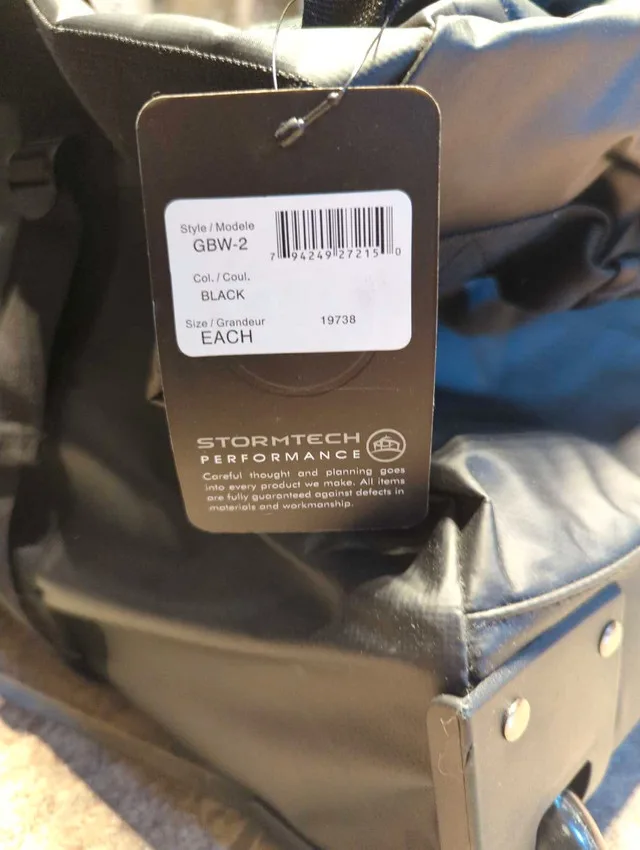 Style / Modele
GBW-2
7 94249 27215 0
Col. / Coul.
BLACK
Size / Grandeur
19738
EACH
STORMTECH
PERFORMANCE
Careful thought and planning goes
into every product we make. All items
are fully guaranteed against defects in
materials and workmanship.